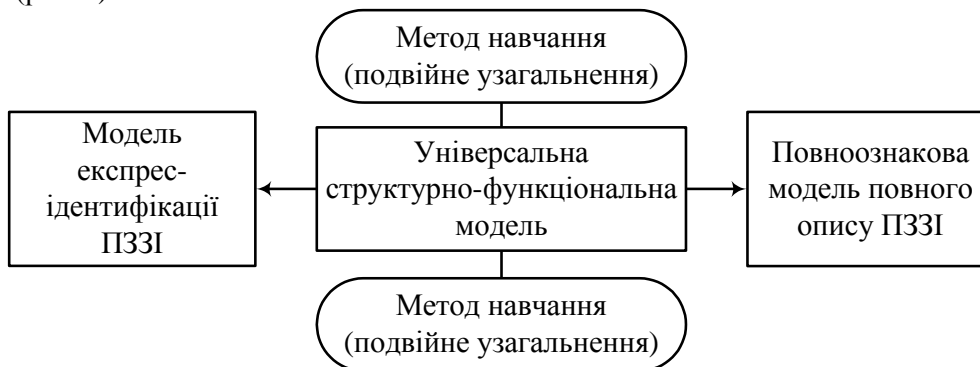 Метод навчання
(подвійне узагальнення)
Модель
експрес-
ідентифікації
ПЗЗІ
Універсальна
структурно-функціональна
модель
Повноознакова
модель повного
опису ПЗЗІ
Метод навчання
(подвійне узагальнення)